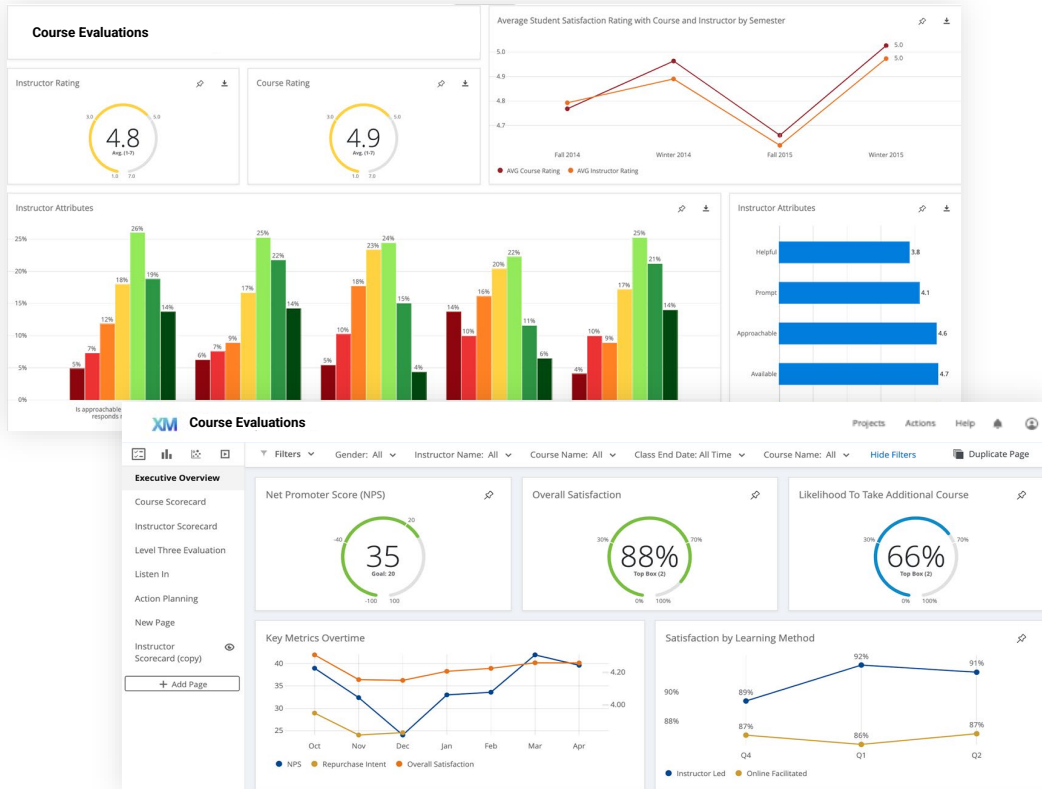 Course Evaluations
Average Student Satisfaction Rating with Course and Instructor by Semester
5.0
4.9
4.8
4.7
5.0
5.0
Fall 2014 Winter 2014 Fall 2015 Winter 2015
AVG Course Rating AVG Instructor Rating
Instructor Rating
3.0 5.0
4.8
Avg. (1-7)
1.0 7.0
Course Rating
3.0 5.0
4.9
Avg. (1-7)
1.0 7.0
Instructor Attributes
25%
20%
15%
10%
5%
0%
5% 7% 12% 18% 26% 19% 14%
6% 7% 9% 17% 25% 22% 14%
5% 10% 18% 23% 24% 15% 4%
14% 10% 16% 20% 22% 11% 6%
4% 10% 9% 17% 25% 21% 14%
Is approachable
responds
Instructor Attributes
Helpful 3.8
Prompt 4.1
Approachable 4.6
Available 4.7
XM Course Evaluations
Projects Actions Help
Filters Gender: All Instructor Name: All Course Name: All Class End Date: All Time Course Name: All Hide Filters Duplicate Page
Executive Overview
Course Scorecard
Instructor Scorecard
Level Three Evaluation
Listen In
Action Planning
New Page
Instructor
Scorecard (copy)
+ Add Page
Net Promoter Score (NPS)
-40 20
35
Goal: 20
-100 100
Overall Satisfaction
30% 70%
88%
Top Box (2)
0% 100%
Likelihood To Take Additional Course
30% 70%
66%
Top Box (2)
0% 100%
Key Metrics Overtime
40
35
30
25
4.20
4.00
Oct Nov Dec Jan Feb Mar Apr
NPS Repurchase Intent Overall Satisfaction
Satisfaction by Learning Method
90%
88%
89% 92% 91%
87% 86% 87%
Q4 Q1 Q2
Instructor Led Online Facilitated